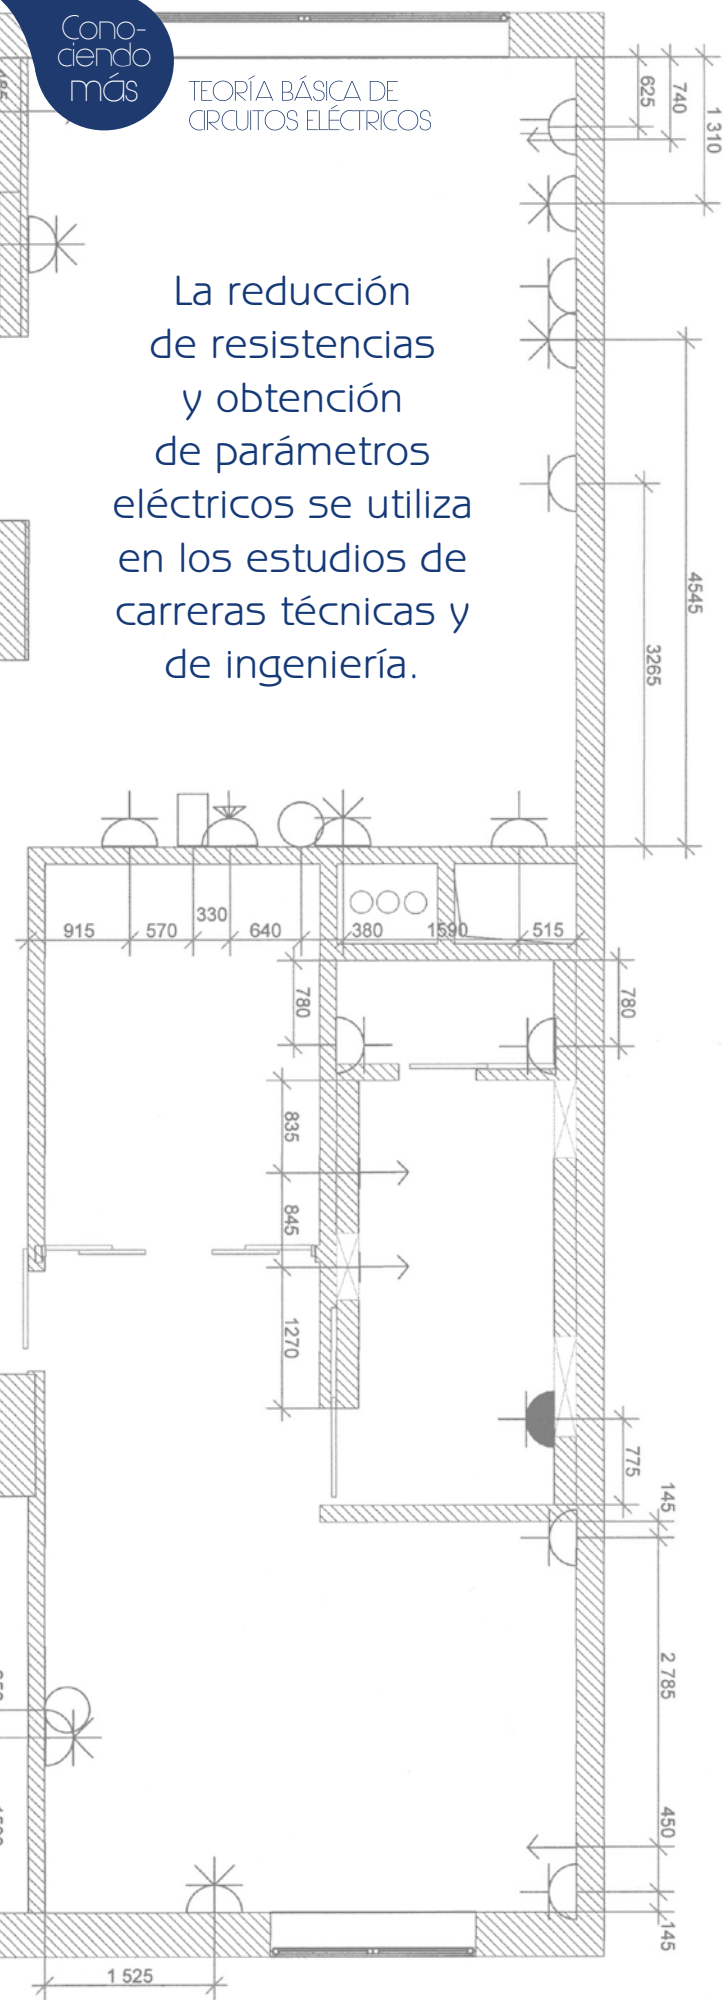 Cono-
ciendo
más
TEORÍA BÁSICA DE
CIRCUITOS ELÉCTRICOS
625
740
1 310
La reducción
de resistencias
y obtención
de parámetros
eléctricos se utiliza
en los estudios de
carreras técnicas y
de ingeniería.
4545
3265
915
570
330
640
380
1590
515
780
780
835
845
1270
775
145
2 785
450
145
1 525